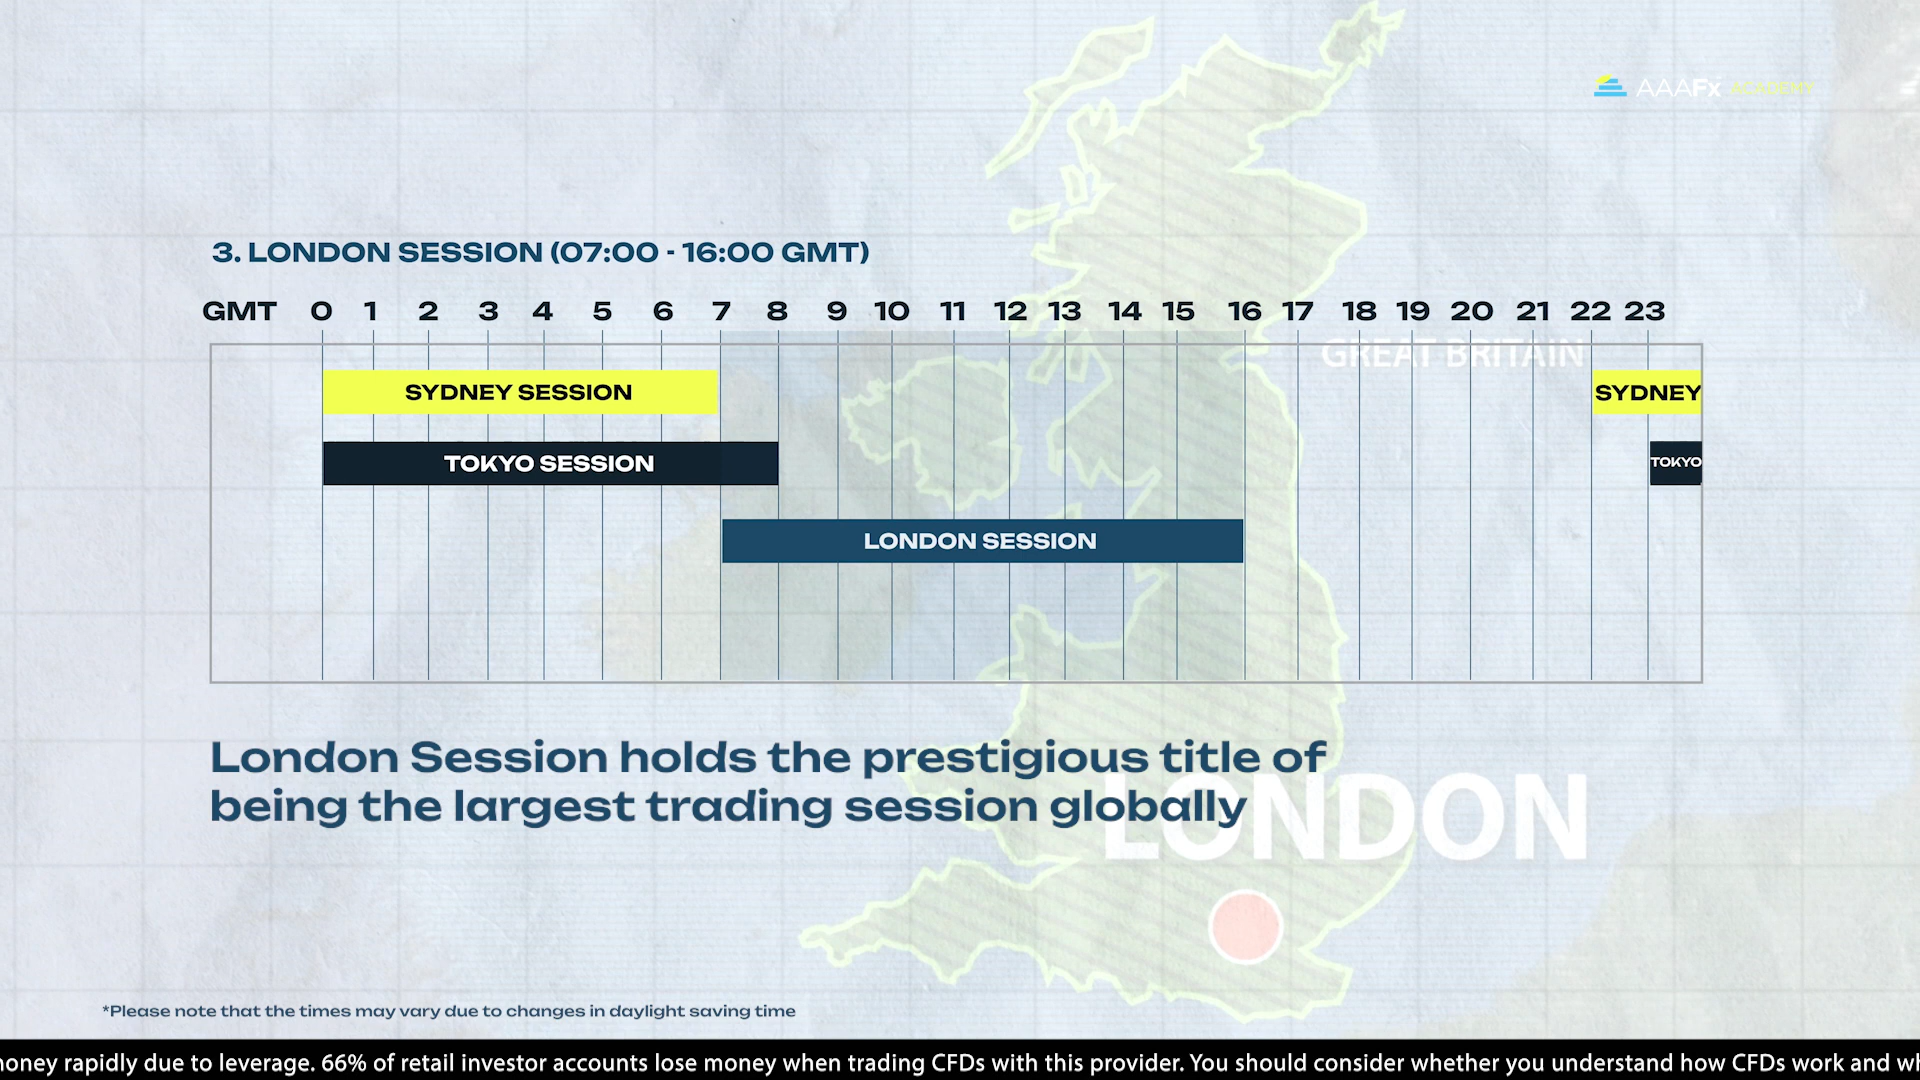 AAAFx ACADEMY
3. LONDON SESSION (07:00 - 16:00 GMT)
GMT 0 1 2 3 4 5 6 7 8 9 10 11 12 13 14 15 16 17 18 19 20 21 22 23
GREAT BRITAIN
SYDNEY SESSION SYDNEY
TOKYO SESSION TOKYO
LONDON SESSION
London Session holds the prestigious title of
being the largest trading session globally
LONDON
*Please note that the times may vary due to changes in daylight saving time
rapidly due to leverage. 66% of retail investor accounts lose money when trading CFDs with this provider. You should consider whether you understand how CFDs work and